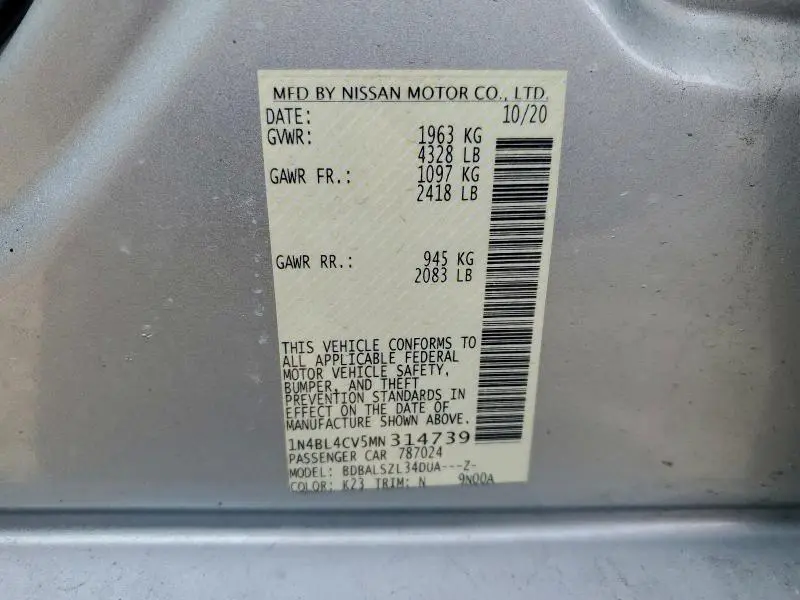 MFD BY NISSAN MOTOR CO., LTD.
DATE: 10/20
GVWR: 1963 KG
4328 LB
GAWR FR.: 1097 KG
2418 LB
GAWR RR.: 945 KG
2083 LB
THIS VEHICLE CONFORMS TO
ALL APPLICABLE FEDERAL
MOTOR VEHICLE SAFETY,
BUMPER, AND THEFT
PREVENTION STANDARDS IN
EFFECT ON THE DATE OF
MANUFACTURE SHOWN ABOVE.
1N4BL4CV5MN314739
PASSENGER CAR 787024
MODEL: BDBALSZL34DUA---Z-
COLOR: K23 TRIM: N 9N00A